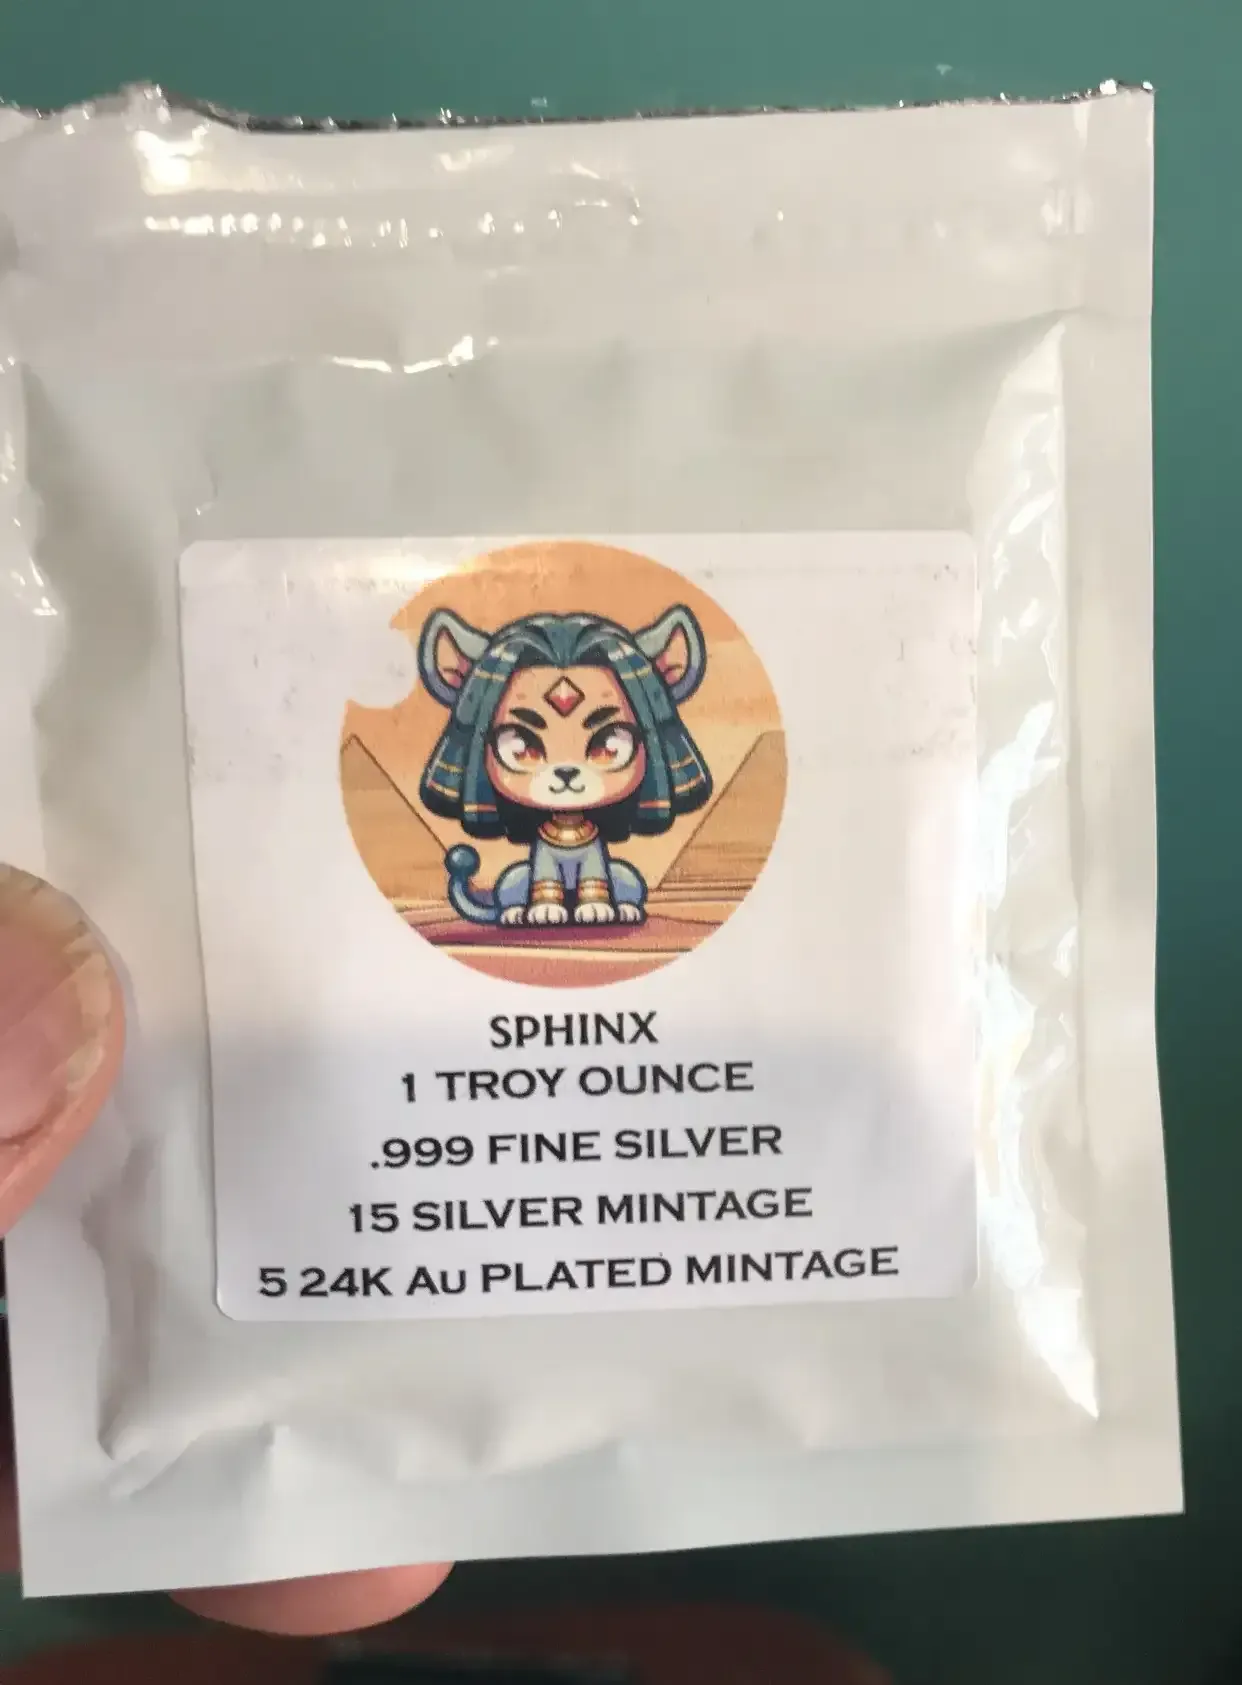 SPHINX
1 TROY OUNCE
.999 FINE SILVER
15 SILVER MINTAGE
5 24K Au PLATED MINTAGE